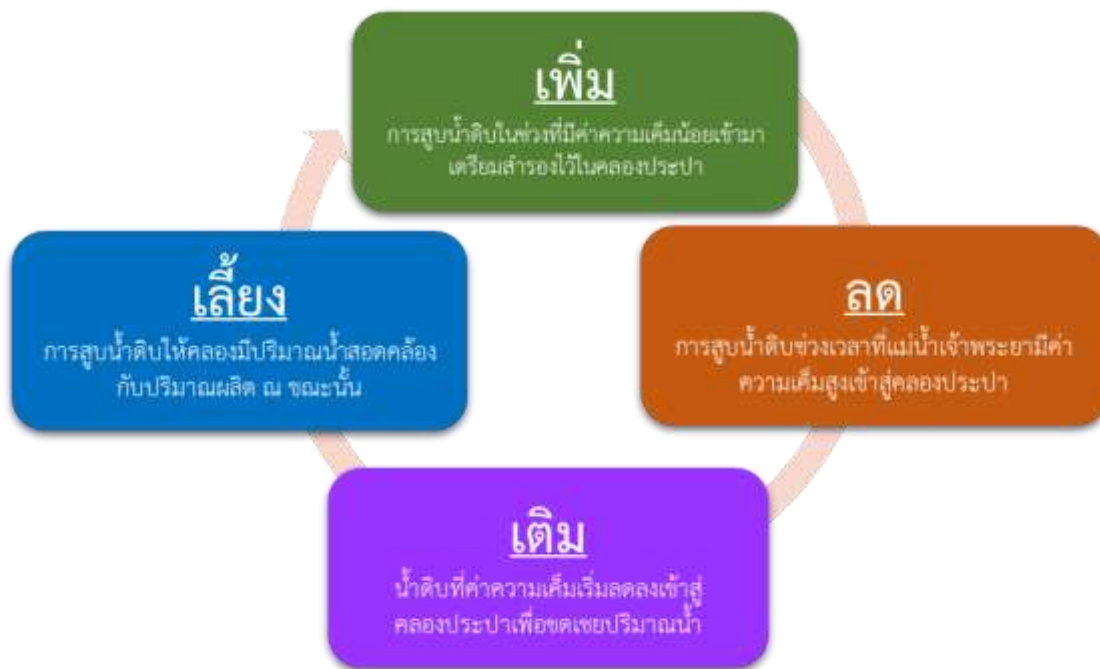 เพิ่ม
การสูบน้ำดิบในช่วงที่มีค่าความเค็มน้อยเข้ามา
เตรียมสำรองไว้ในคลองประปา
ลด
การสูบน้ำดิบช่วงเวลาที่แม่น้ำเจ้าพระยามีค่า
ความเค็มสูงเข้าสู่คลองประปา
เติม
น้ำดิบที่ค่าความเค็มเริ่มลดลงเข้าสู่
คลองประปาเพื่อชดเชยปริมาณน้ำ
เลี้ยง
การสูบน้ำดิบให้คลองมีปริมาณน้ำสอดคล้อง
กับปริมาณผลิต ณ ขณะนั้น